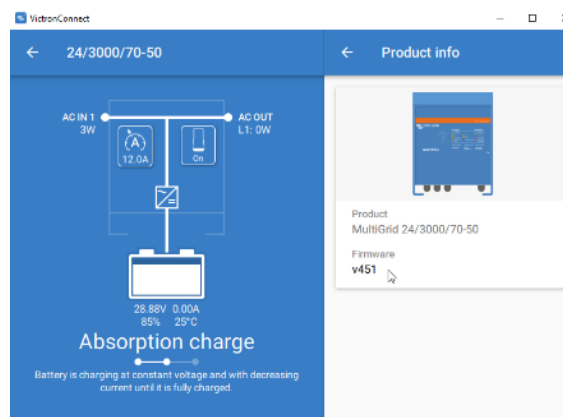 VictronConnect
24/3000/70-50
Product info
AC IN 1
3W
AC OUT
L1: 0W
12.0A
On
Product
MultiGrid 24/3000/70-50
Firmware
v451
28.88V 0.00A
85% 25°C
Absorption charge
Battery is charging at constant voltage and with decreasing
current until it is fully charged.